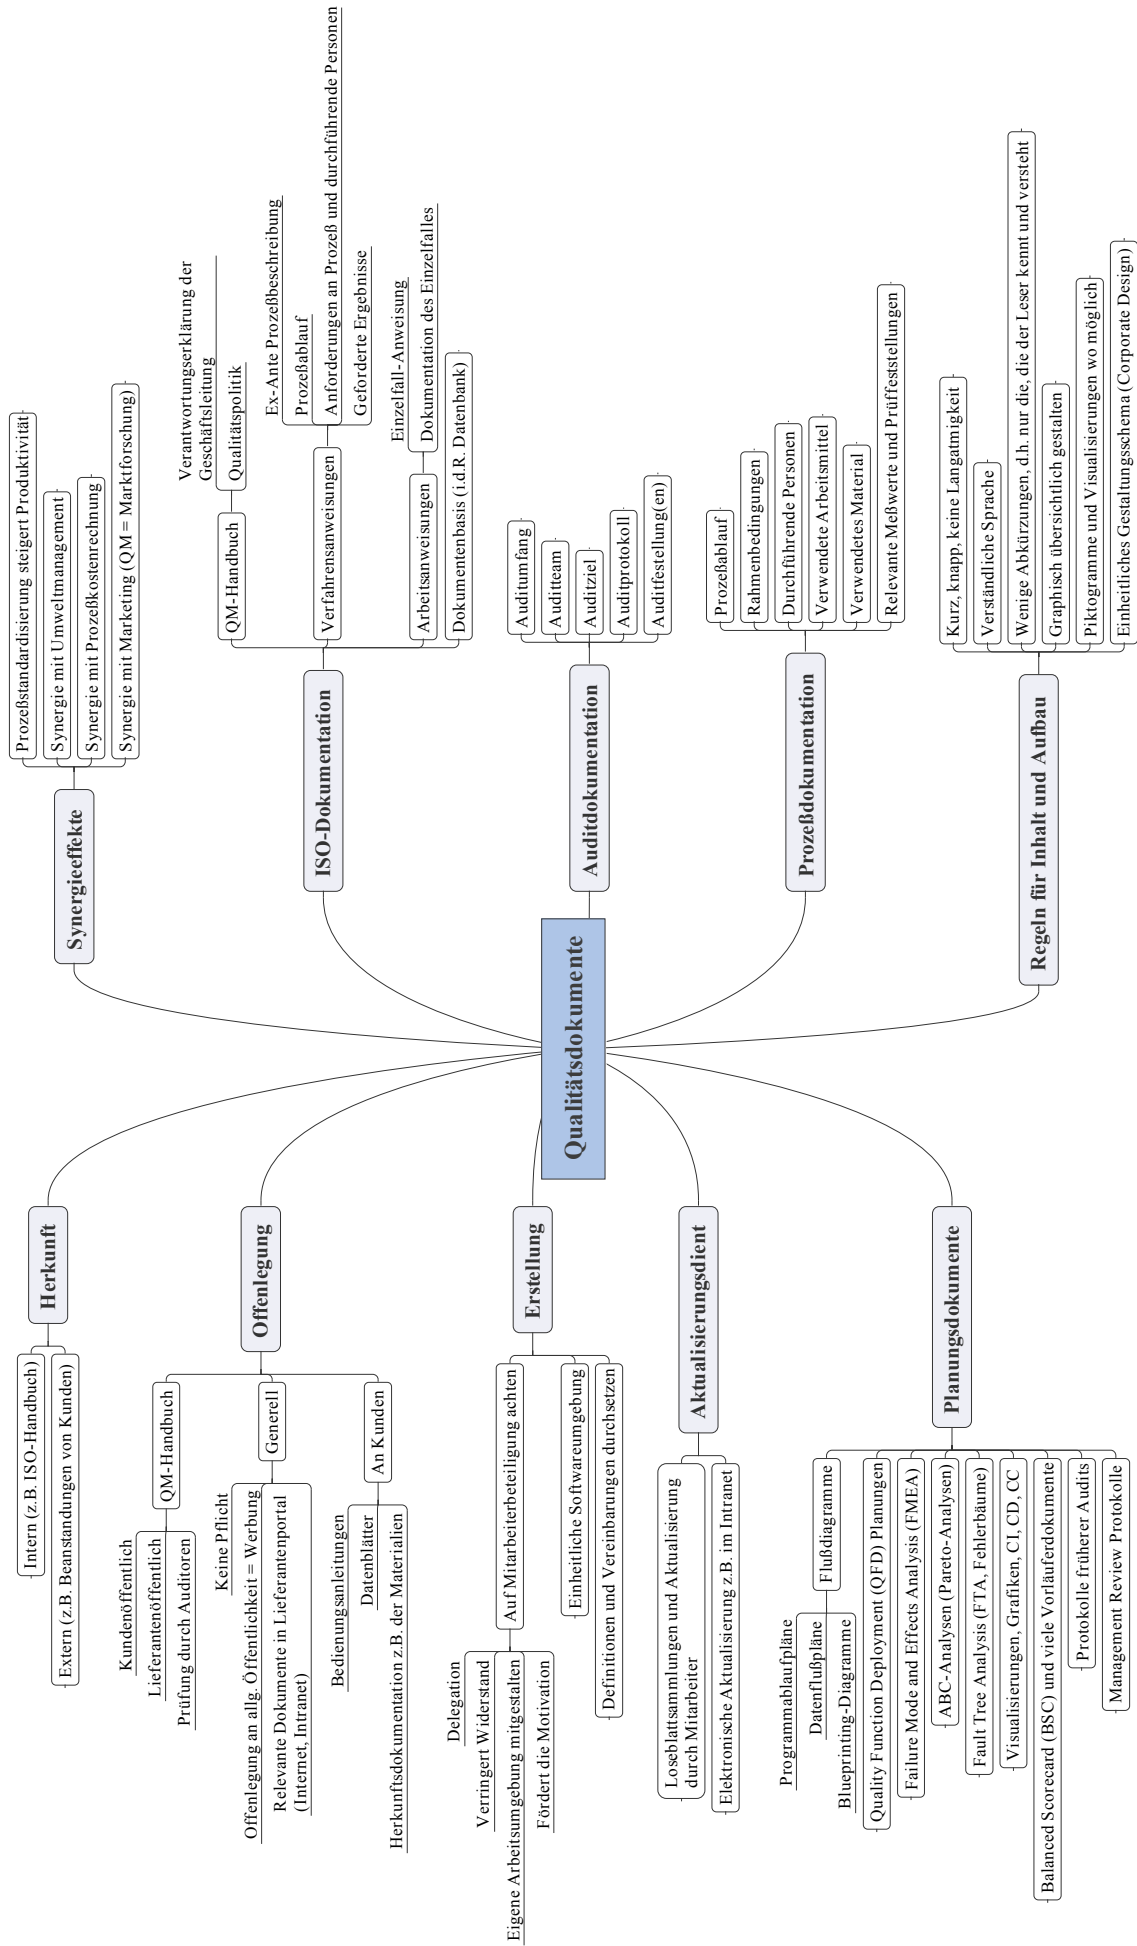 Qualitätsdokumente
Synergieeffekte
Prozeßstandardisierung steigert Produktivität
Synergie mit Umweltmanagement
Synergie mit Prozeßkostenrechnung
Synergie mit Marketing (QM = Marktforschung)
ISO-Dokumentation
QM-Handbuch
Verantwortungserklärung der
Geschäftsleitung
Qualitätspolitik
Verfahrensanweisungen
Ex-Ante Prozeßbeschreibung
Prozeßablauf
Anforderungen an Prozeß und durchführende Personen
Geforderte Ergebnisse
Arbeitsanweisungen
Einzelfall-Anweisung
Dokumentation des Einzelfalles
Dokumentenbasis (i.d.R. Datenbank)
Auditdokumentation
Auditumfang
Auditteam
Auditziel
Auditprotokoll
Auditfestellung(en)
Prozeßdokumentation
Prozeßablauf
Rahmenbedingungen
Durchführende Personen
Verwendete Arbeitsmittel
Verwendetes Material
Relevante Meßwerte und Prüffeststellungen
Regeln für Inhalt und Aufbau
Kurz, knapp, keine Langatmigkeit
Verständliche Sprache
Wenige Abkürzungen, d.h. nur die, die der Leser kennt und versteht
Graphisch übersichtlich gestalten
Piktogramme und Visualisierungen wo möglich
Einheitliches Gestaltungsschema (Corporate Design)
Herkunft
Intern (z.B. ISO-Handbuch)
Extern (z.B. Beanstandungen von Kunden)
Offenlegung
QM-Handbuch
Kundenöffentlich
Lieferantenöffentlich
Prüfung durch Auditoren
Generell
Keine Pflicht
Offenlegung an allg. Öffentlichkeit = Werbung
Relevante Dokumente in Lieferantenportal
(Internet, Intranet)
An Kunden
Bedienungsanleitungen
Datenblätter
Herkunftsdokumentation z.B. der Materialien
Erstellung
Auf Mitarbeiterbeteiligung achten
Delegation
Verringert Widerstand
Eigene Arbeitsumgebung mitgestalten
Fördert die Motivation
Einheitliche Softwareumgebung
Definitionen und Vereinbarungen durchsetzen
Aktualisierungsdient
Loseblattsammlungen und Aktualisierung
durch Mitarbeiter
Elektronische Aktualisierung z.B. im Intranet
Planungsdokumente
Flußdiagramme
Programmablaufpläne
Datenflußpläne
Blueprinting-Diagramme
Quality Function Deployment (QFD) Planungen
Failure Mode and Effects Analysis (FMEA)
ABC-Analysen (Pareto-Analysen)
Fault Tree Analysis (FTA, Fehlerbäume)
Visualisierungen, Grafiken, CI, CD, CC
Balanced Scorecard (BSC) und viele Vorläuferdokumente
Protokolle früherer Audits
Management Review Protokolle